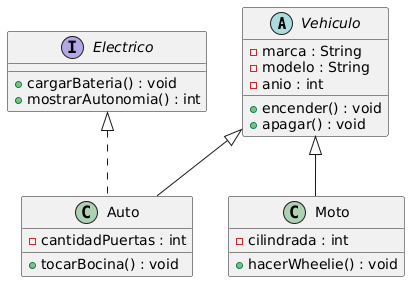 I Electrico
+ cargarBateria() : void
+ mostrarAutonomia() : int
A Vehiculo
- marca : String
- modelo : String
- anio : int
+ encender() : void
+ apagar() : void
C Auto
- cantidadPuertas : int
+ tocarBocina() : void
C Moto
- cilindrada : int
+ hacerWheelie() : void